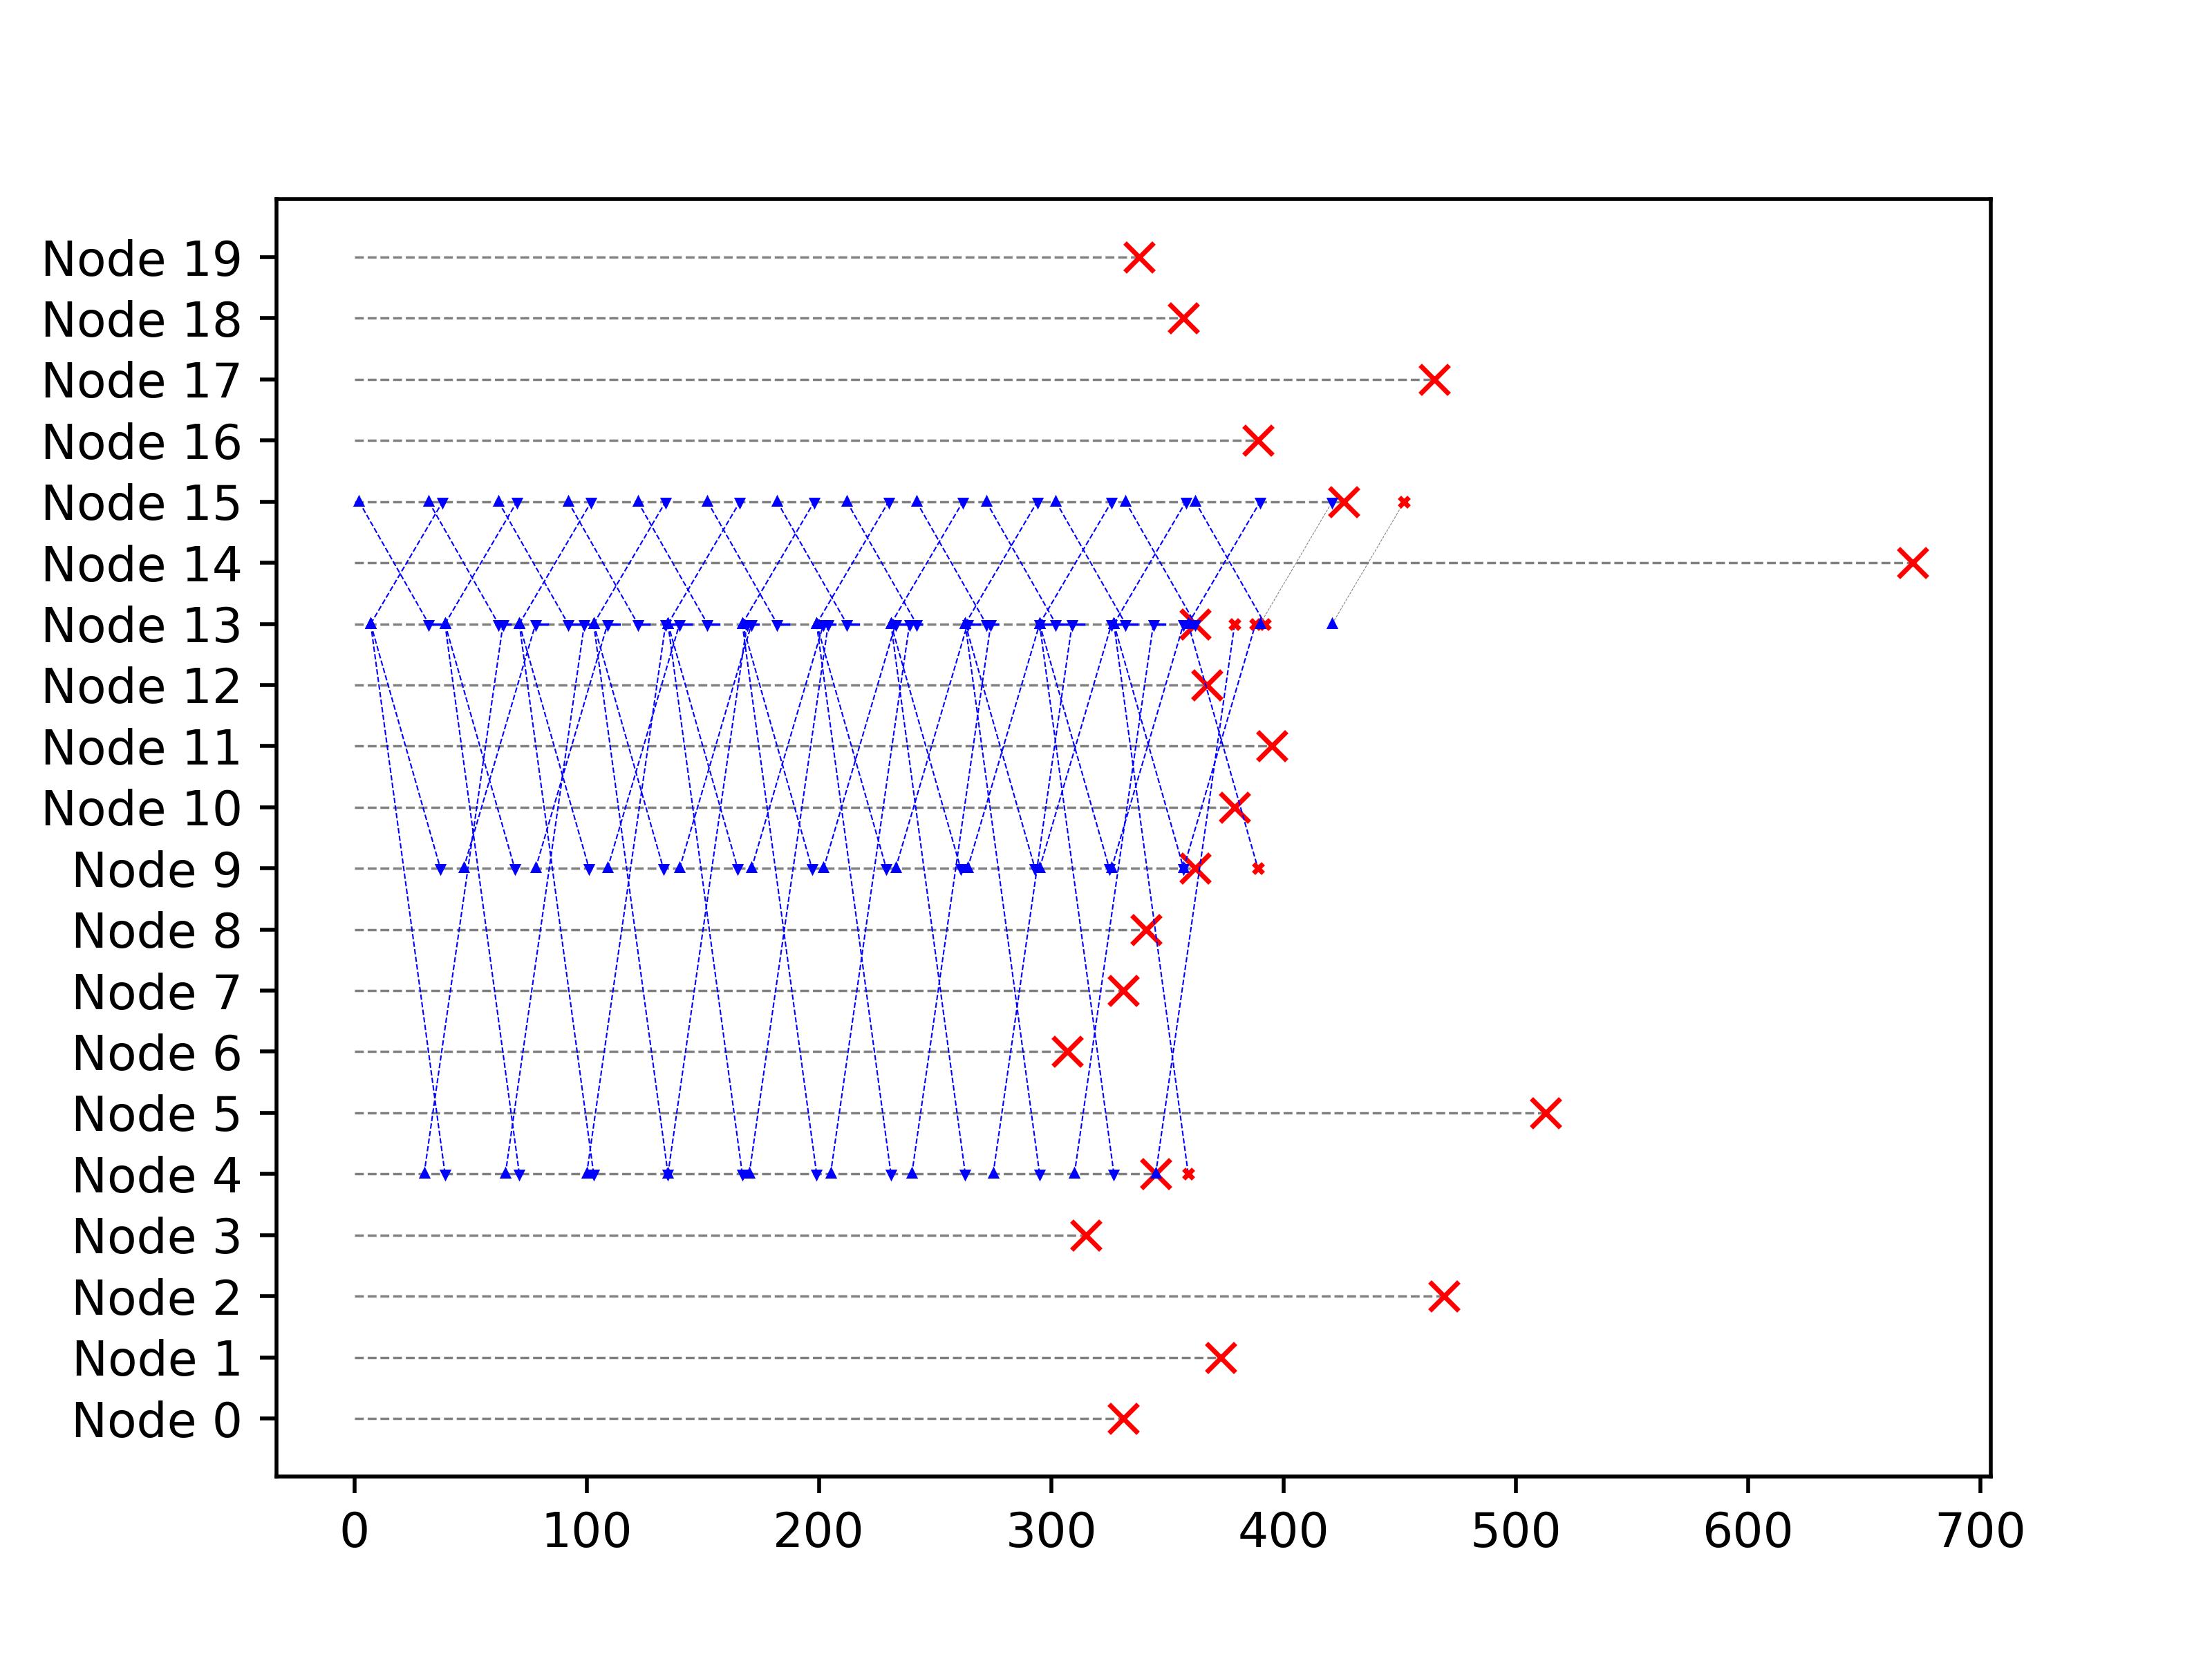 Node 19
Node 18
Node 17
Node 16
Node 15
Node 14
Node 13
Node 12
Node 11
Node 10
Node 9
Node 8
Node 7
Node 6
Node 5
Node 4
Node 3
Node 2
Node 1
Node 0
0 100 200 300 400 500 600 700